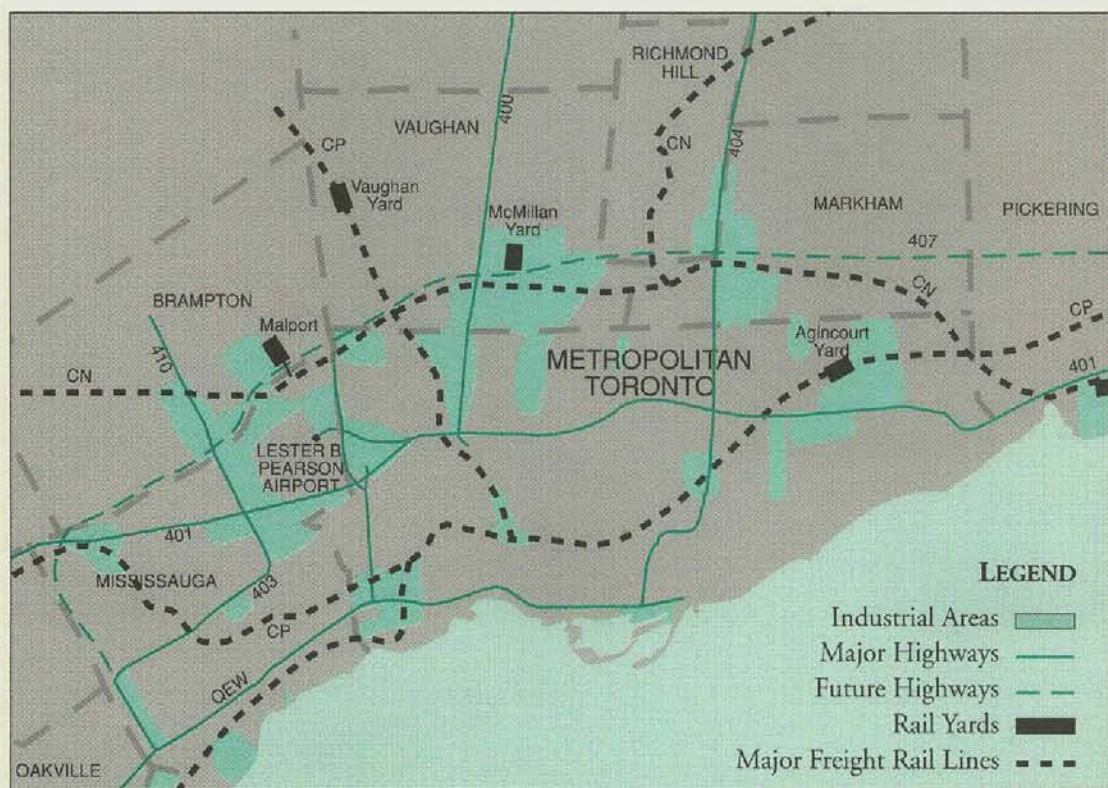 RICHMOND
HILL
VAUGHAN
400
CP
CN
404
Vaughan
Yard
McMillan
Yard
MARKHAM
PICKERING
407
BRAMPTON
Malport
410
CN
CN
CP
Agincourt
Yard
METROPOLITAN
TORONTO
401
LESTER B
PEARSON
AIRPORT
401
MISSISSAUGA
403
CP
QEW
OAKVILLE
LEGEND
Industrial Areas
Major Highways
Future Highways
Rail Yards
Major Freight Rail Lines